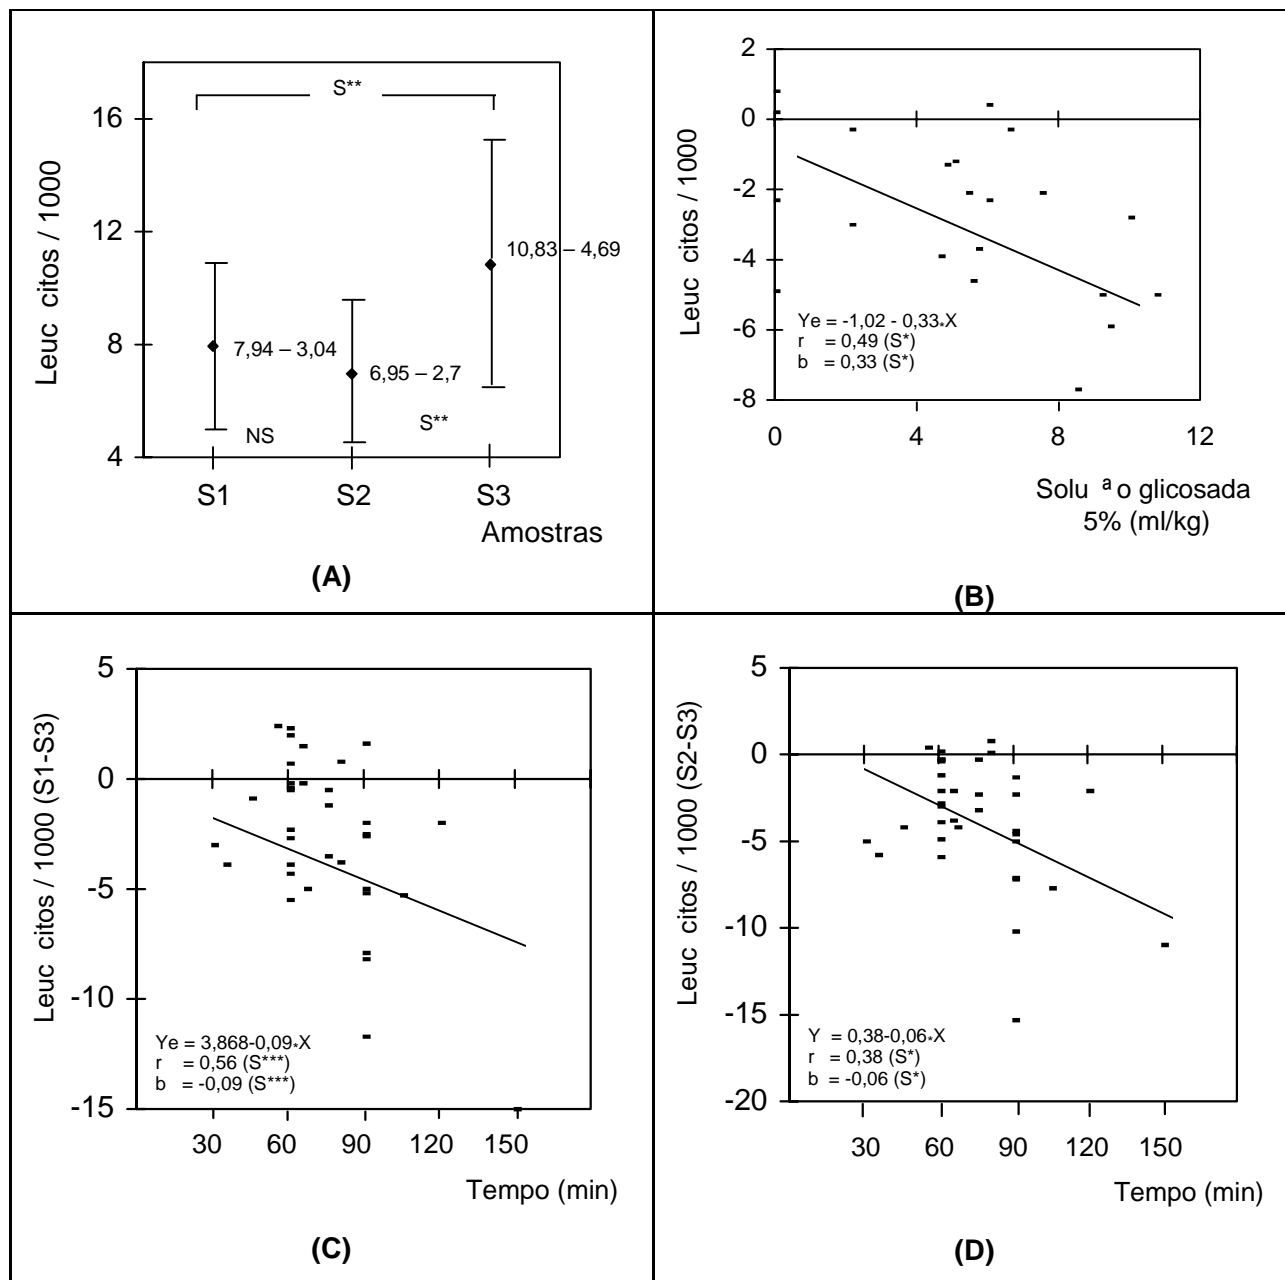 S**
16
12
8
4
Leuc citos / 1000
10,83 – 4,69
7,94 – 3,04
6,95 – 2,7
NS
S**
S1
S2
S3
Amostras
(A)
2
0
-2
-4
-6
-8
Leuc citos / 1000
Ye = -1,02 - 0,33*X
r = 0,49 (S*)
b = 0,33 (S*)
0
4
8
12
Solu ª o glicosada
5% (ml/kg)
(B)
5
0
-5
-10
-15
Leuc citos / 1000 (S1-S3)
Ye = 3,868-0,09*X
r = 0,56 (S***)
b = -0,09 (S***)
30
60
90
120
150
Tempo (min)
(C)
5
0
-5
-10
-15
-20
Leuc citos / 1000 (S2-S3)
Y = 0,38-0,06*X
r = 0,38 (S*)
b = -0,06 (S*)
30
60
90
120
150
Tempo (min)
(D)